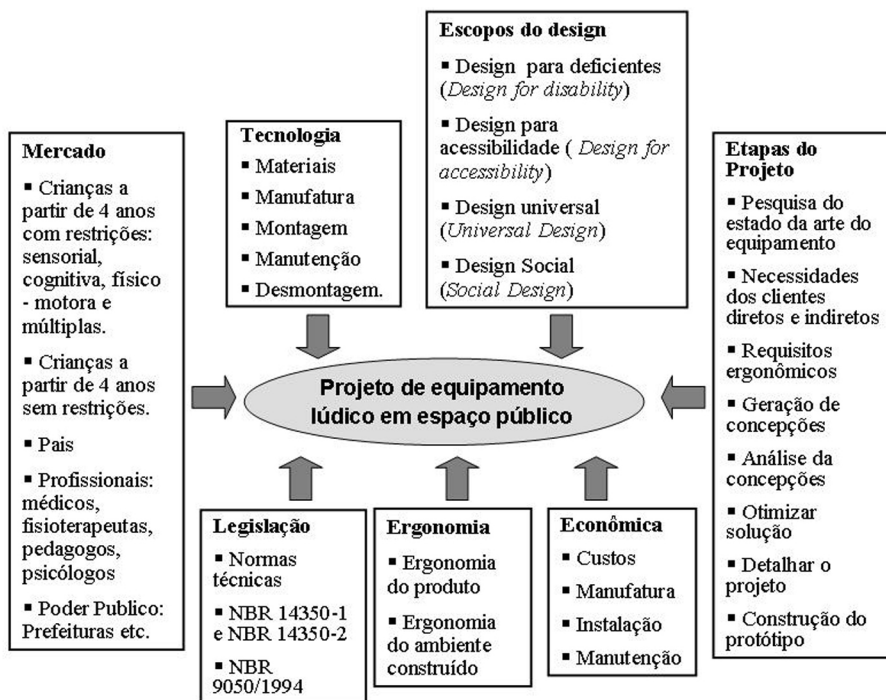 Escopos do design
▪ Design para deficientes
(Design for disability)
▪ Design para
acessibilidade ( Design for
accessibility)
▪ Design universal
(Universal Design)
▪ Design Social
(Social Design)
Tecnologia
▪ Materiais
▪ Manufatura
▪ Montagem
▪ Manutenção
▪ Desmontagem.
Mercado
▪ Crianças a
partir de 4 anos
com restrições:
sensorial,
cognitiva, físico
- motora e
múltiplas.
▪ Crianças a
partir de 4 anos
sem restrições.
▪ Pais
▪ Profissionais:
médicos,
fisioterapeutas,
pedagogos,
psicólogos
▪ Poder Publico:
Prefeituras etc.
Etapas do
Projeto
▪ Pesquisa do
estado da arte do
equipamento
▪ Necessidades
dos clientes
diretos e indiretos
▪ Requisitos
ergonômicos
▪ Geração de
concepções
▪ Análise da
concepções
▪ Otimizar
solução
▪ Detalhar o
projeto
▪ Construção do
protótipo
Projeto de equipamento
lúdico em espaço público
Legislação
▪ Normas
técnicas
▪ NBR 14350-1
e NBR 14350-2
▪ NBR
9050/1994
Ergonomia
▪ Ergonomia
do produto
▪ Ergonomia
do ambiente
construído
Econômica
▪ Custos
▪ Manufatura
▪ Instalação
▪ Manutenção